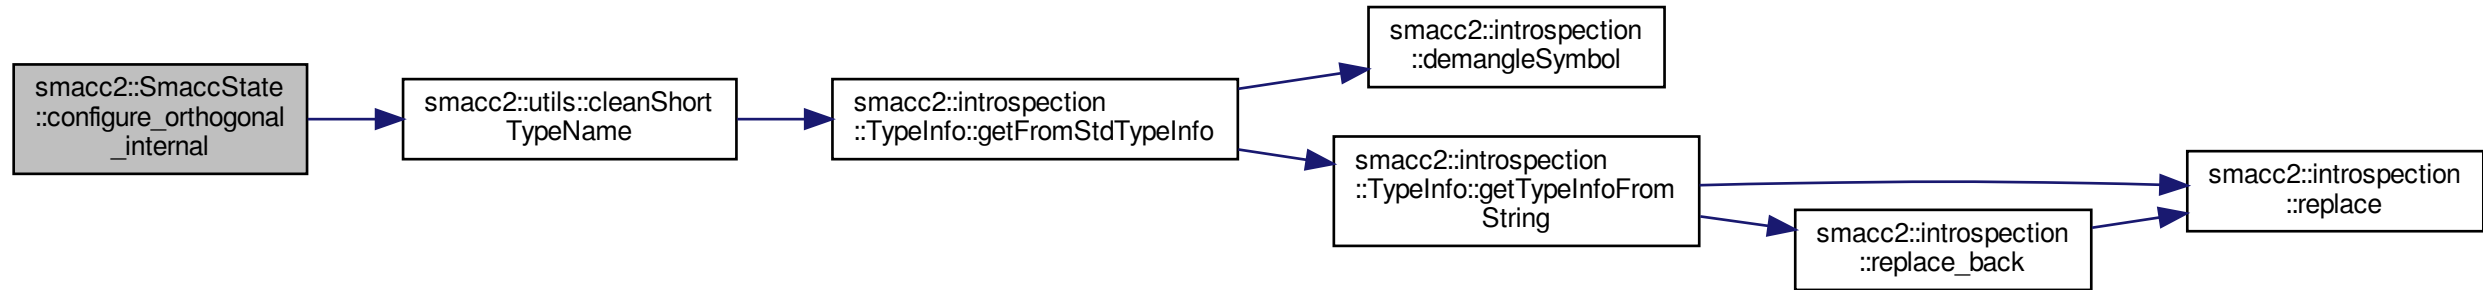 smacc2::SmaccState
::configure_orthogonal
_internal
smacc2::utils::cleanShort
TypeName
smacc2::introspection
::TypeInfo::getFromStdTypeInfo
smacc2::introspection
::demangleSymbol
smacc2::introspection
::TypeInfo::getTypeInfoFrom
String
smacc2::introspection
::replace_back
smacc2::introspection
::replace